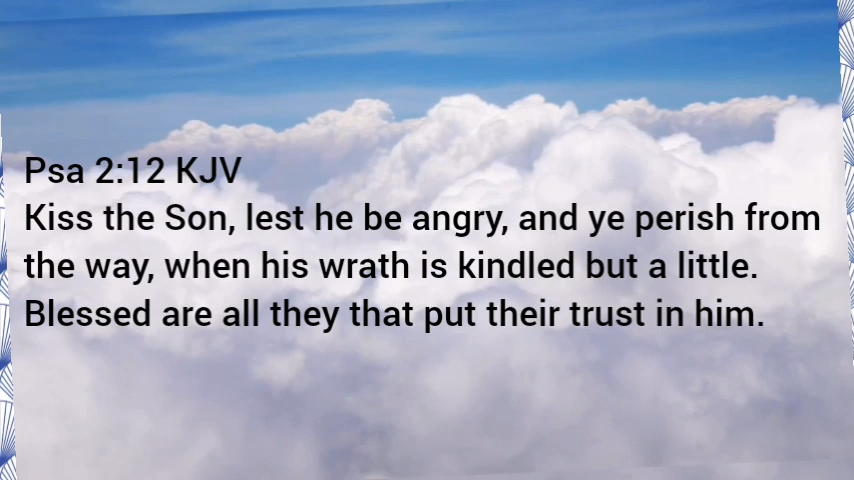 Psa 2:12 KJV
Kiss the Son, lest he be angry, and ye perish from
the way, when his wrath is kindled but a little.
Blessed are all they that put their trust in him.